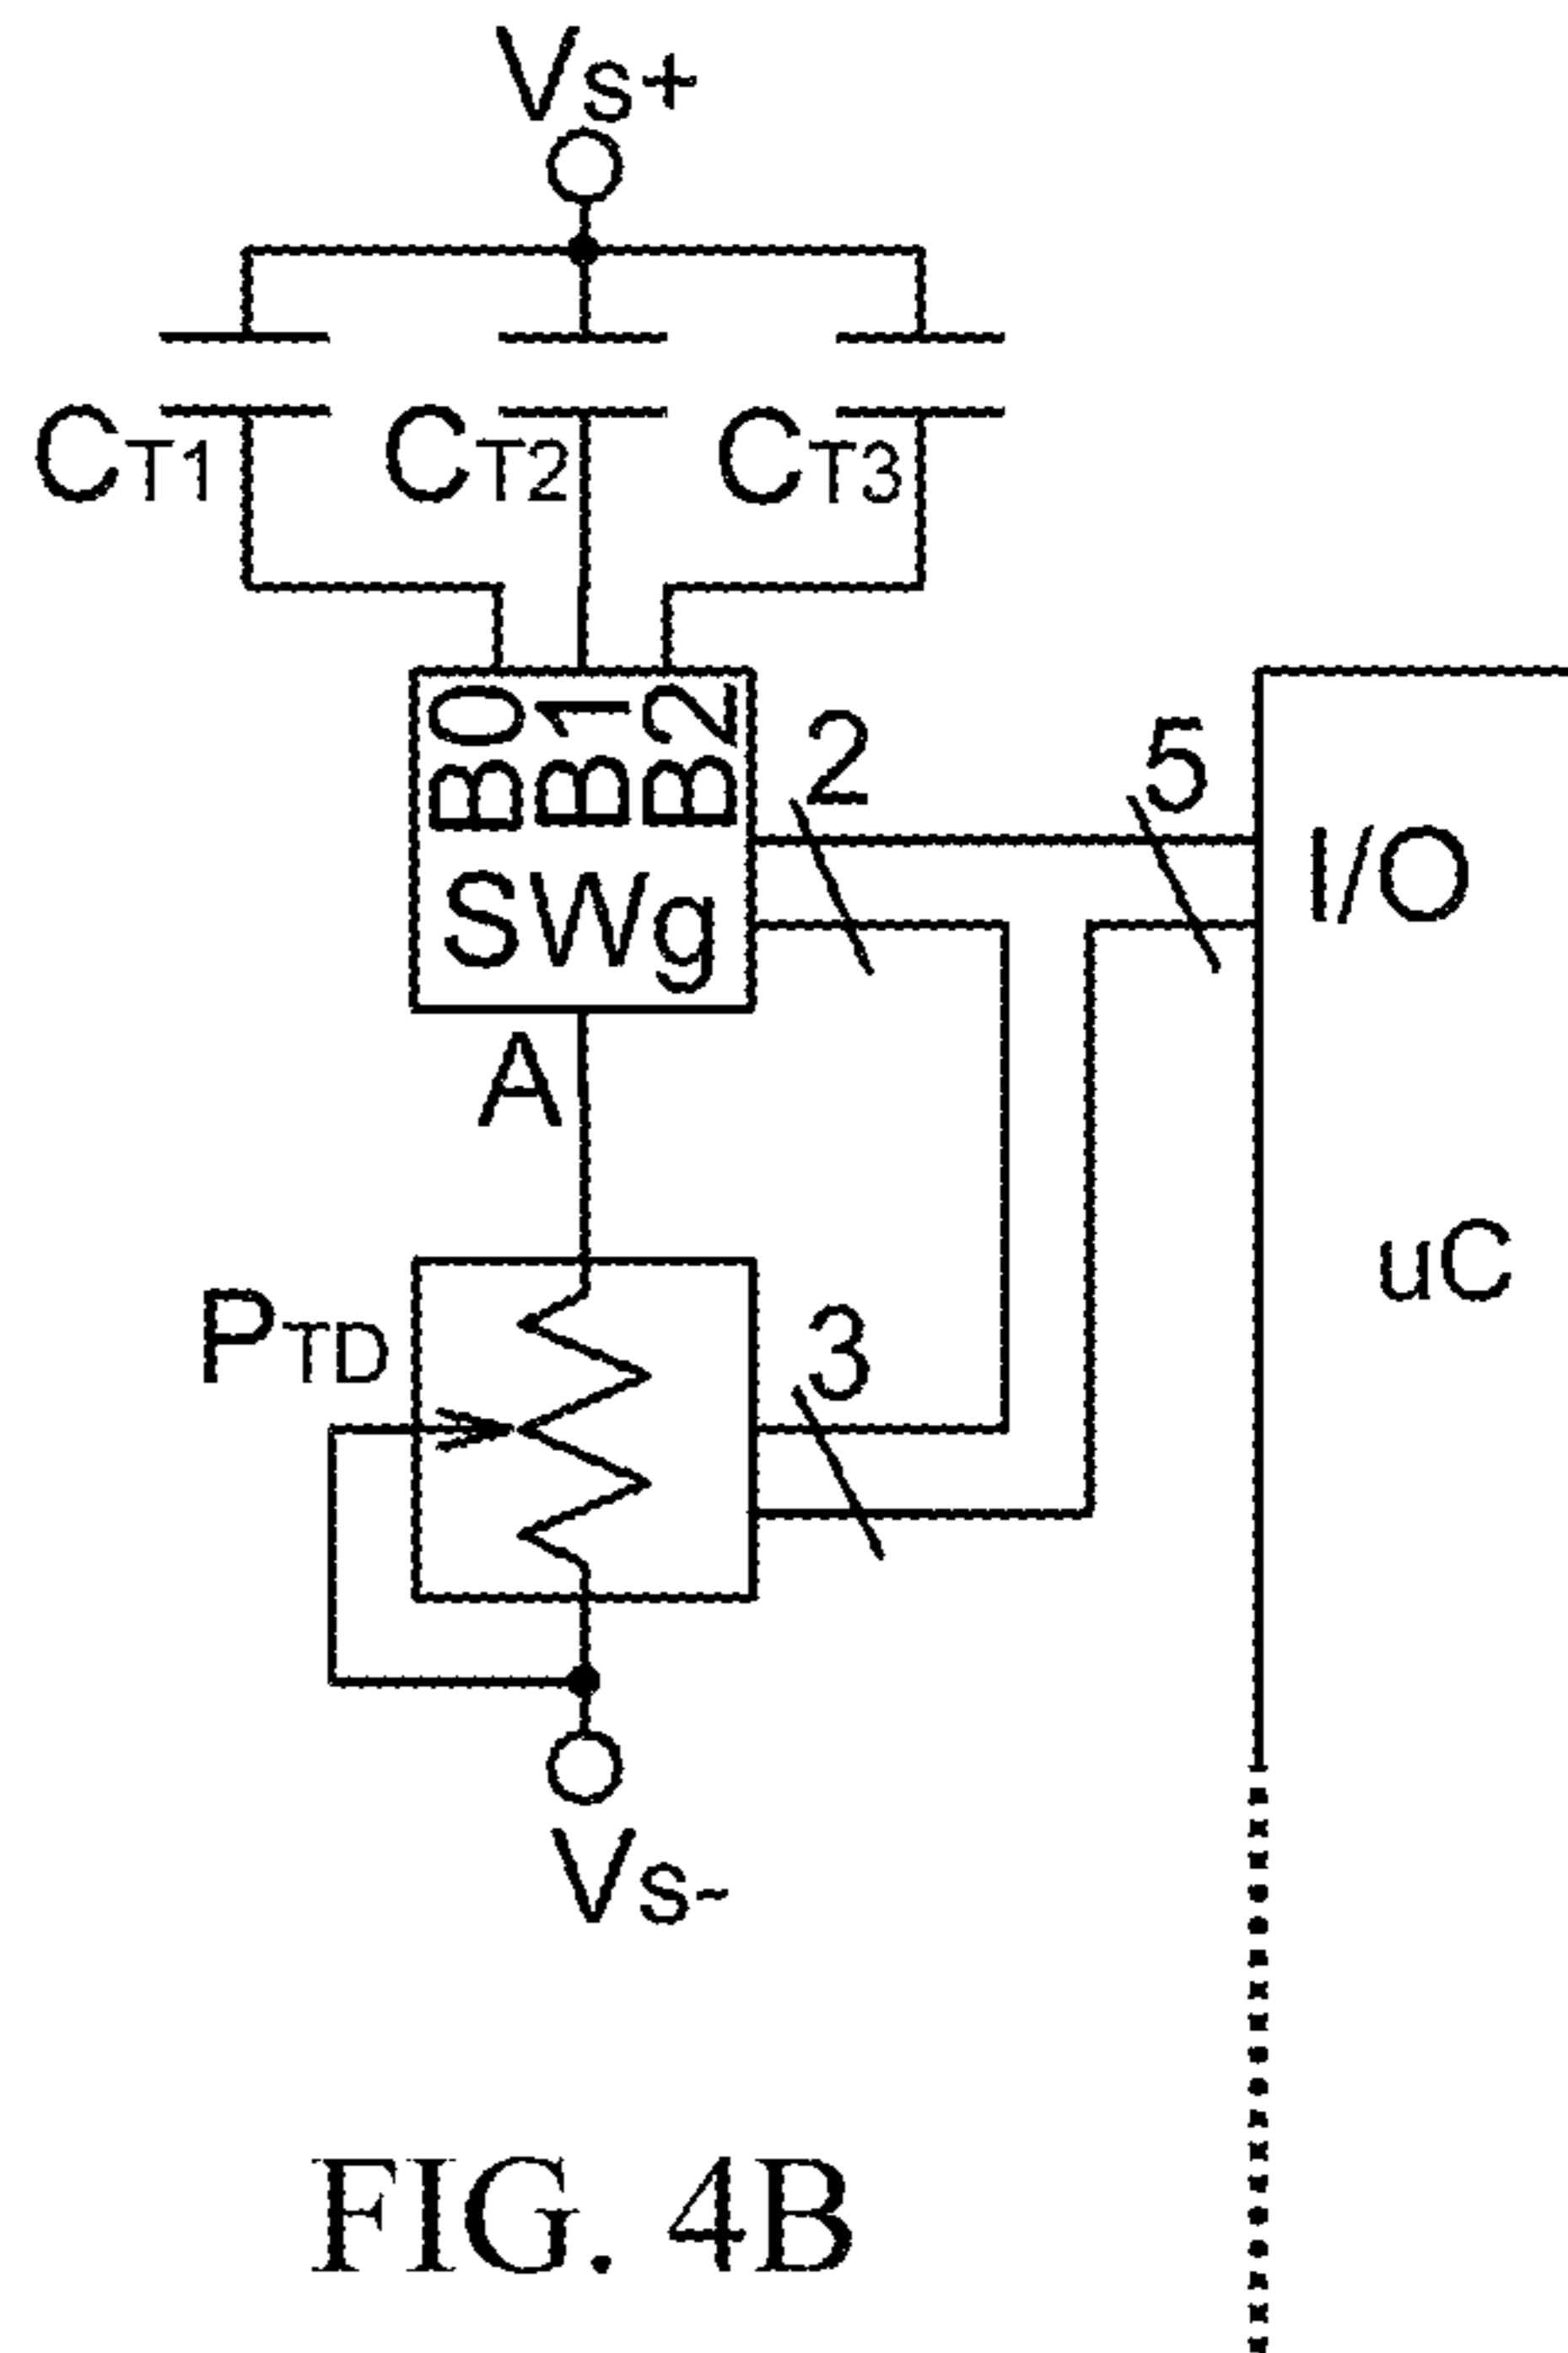 Vs+
CT1 CT2 CT3
B0 B1 B2
2
5
SWg
I/O
A
uC
PTD
3
Vs-
FIG. 4B